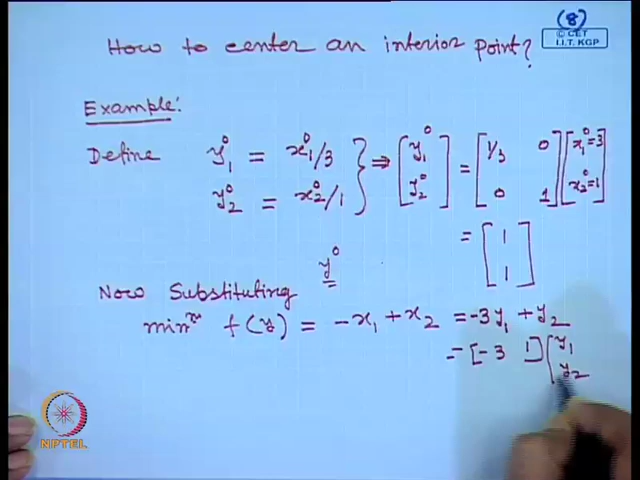 (8)
© CET
I.I.T. KGP
How to center an interior point?
Example:
Define y₁⁰ = x₁⁰/3
y₂⁰ = x₂⁰/1 } ⇒ [y₁⁰ y₂⁰] = [1/3 0 0 1] [x₁⁰=3 x₂⁰=1]
= [1 1]
y⁰
Now Substituting
minᵐ f(y) = -x₁ + x₂ = -3y₁ + y₂
= [-3 1] [y₁ y₂
NPTEL